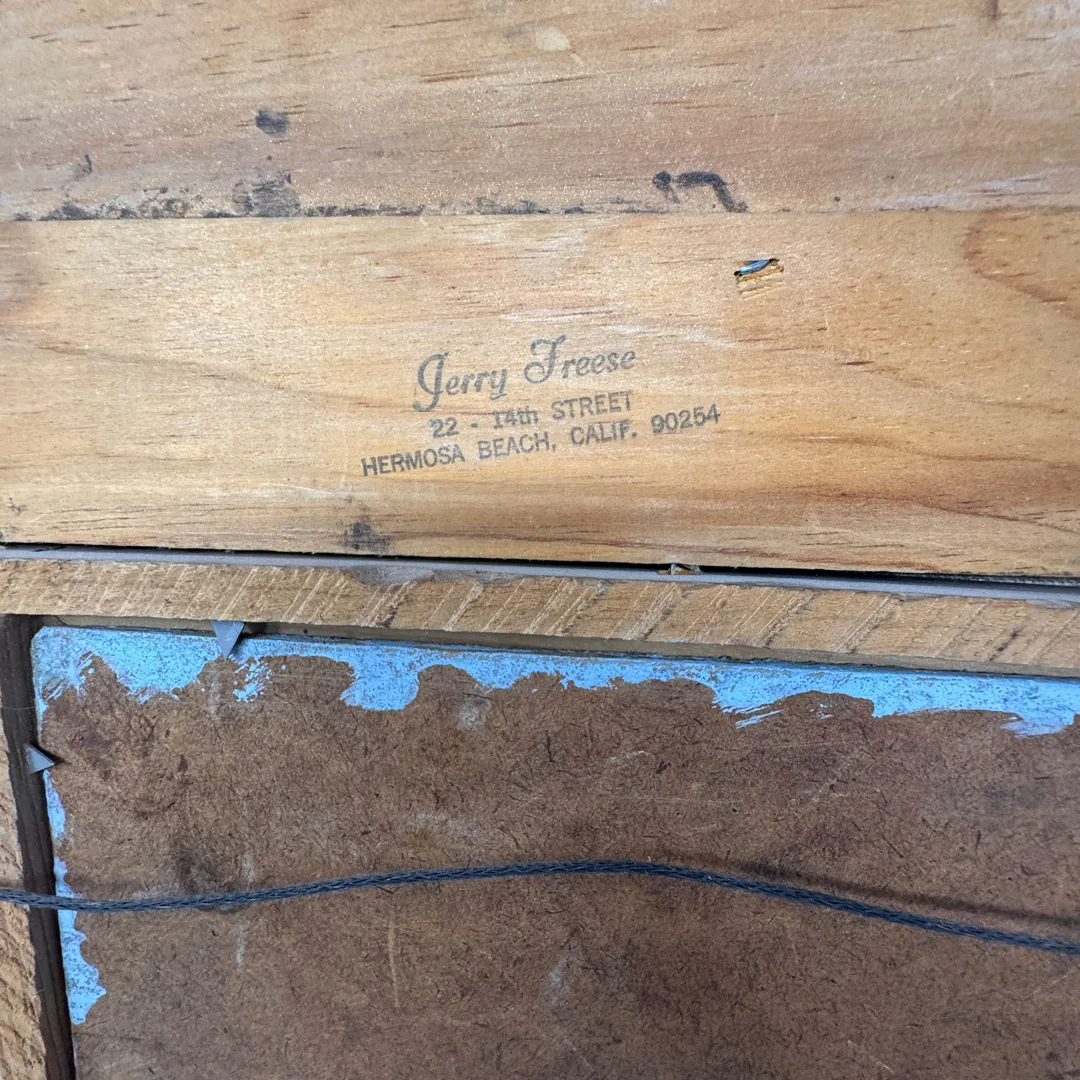 Jerry Freese
22 - 14th STREET
HERMOSA BEACH, CALIF. 90254